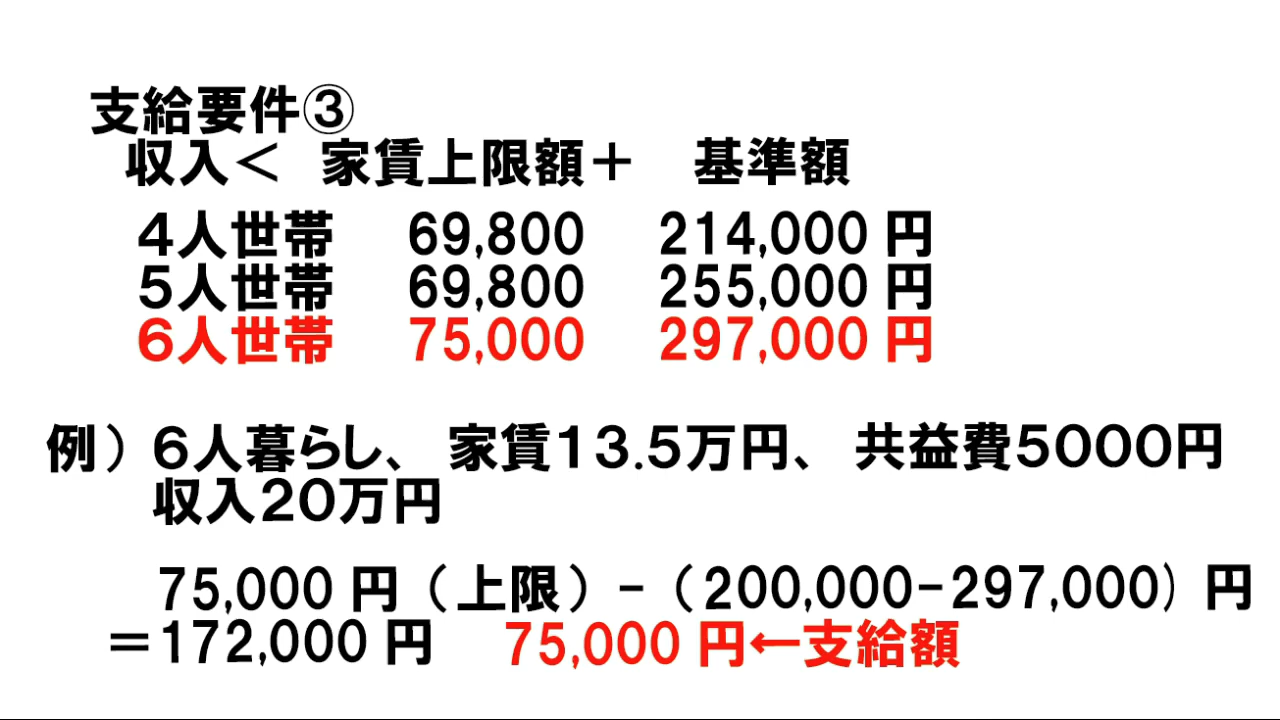 支給要件③
収入＜ 家賃上限額＋ 基準額
４人世帯 69,800 214,000 円
５人世帯 69,800 255,000 円
６人世帯 75,000 297,000 円
例）６人暮らし、家賃１３.５万円、共益費５０００円
収入２０万円
75,000 円（上限）－（200,000－297,000）円
＝172,000 円 75,000 円←支給額